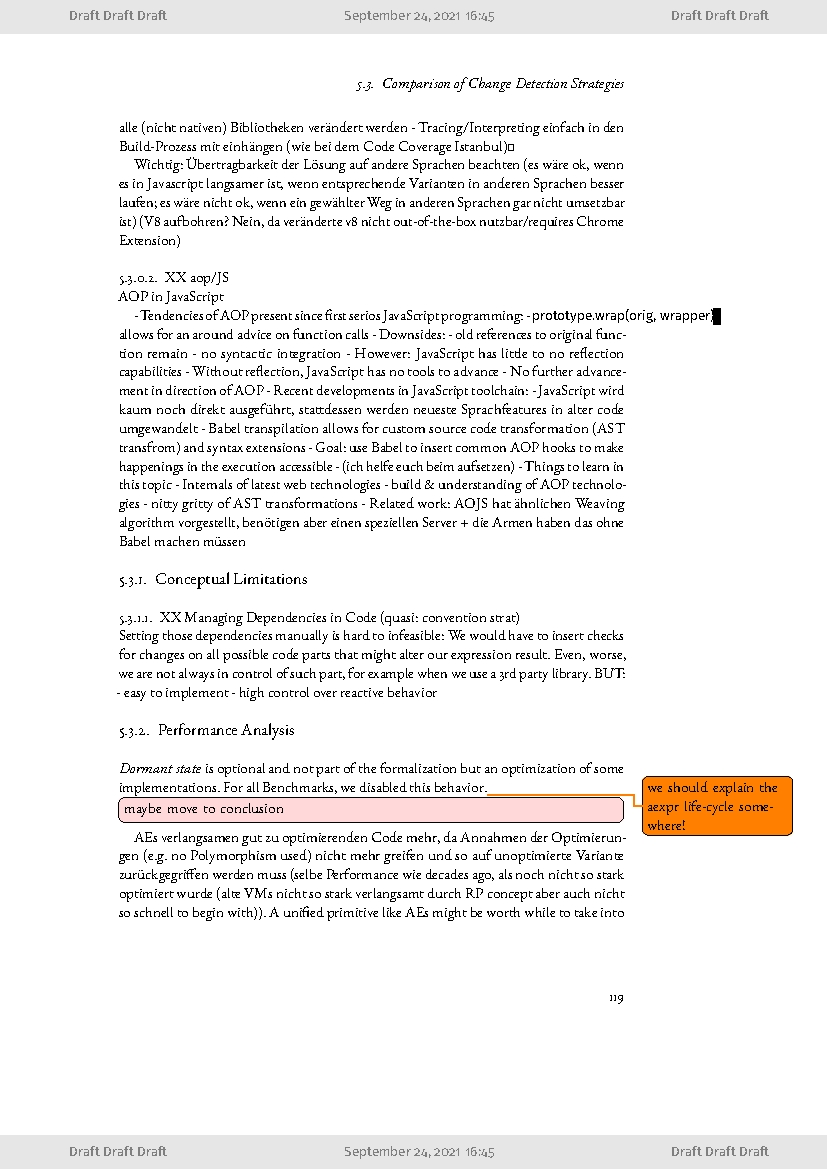 Draft Draft Draft September 24, 2021 16:45 Draft Draft Draft
5.3. Comparison of Change Detection Strategies
alle (nicht nativen) Bibliotheken verändert werden - Tracing/Interpreting einfach in den
Build-Prozess mit einhängen (wie bei dem Code Coverage Istanbul)□
Wichtig: Übertragbarkeit der Lösung auf andere Sprachen beachten (es wäre ok, wenn
es in Javascript langsamer ist, wenn entsprechende Varianten in anderen Sprachen besser
laufen; es wäre nicht ok, wenn ein gewählter Weg in anderen Sprachen gar nicht umsetzbar
ist) (V8 aufbohren? Nein, da veränderte v8 nicht out-of-the-box nutzbar/requires Chrome
Extension)
5.3.0.2. XX aop/JS
AOP in JavaScript
- Tendencies of AOP present since first serios JavaScript programming: - prototype.wrap(orig, wrapper)
allows for an around advice on function calls - Downsides: - old references to original func-
tion remain - no syntactic integration - However: JavaScript has little to no reflection
capabilities - Without reflection, JavaScript has no tools to advance - No further advance-
ment in direction of AOP - Recent developments in JavaScript toolchain: - JavaScript wird
kaum noch direkt ausgeführt, stattdessen werden neueste Sprachfeatures in alter code
umgewandelt - Babel transpilation allows for custom source code transformation (AST
transfrom) and syntax extensions - Goal: use Babel to insert common AOP hooks to make
happenings in the execution accessible - (ich helfe euch beim aufsetzen) - Things to learn in
this topic - Internals of latest web technologies - build & understanding of AOP technolo-
gies - nitty gritty of AST transformations - Related work: AOJS hat ähnlichen Weaving
algorithm vorgestellt, benötigen aber einen speziellen Server + die Armen haben das ohne
Babel machen müssen
5.3.1. Conceptual Limitations
5.3.1.1. XX Managing Dependencies in Code (quasi: convention strat)
Setting those dependencies manually is hard to infeasible: We would have to insert checks
for changes on all possible code parts that might alter our expression result. Even, worse,
we are not always in control of such part, for example when we use a 3rd party library. BUT:
- easy to implement - high control over reactive behavior
5.3.2. Performance Analysis
Dormant state is optional and not part of the formalization but an optimization of some
implementations. For all Benchmarks, we disabled this behavior.
we should explain the
aexpr life-cycle some-
where!
maybe move to conclusion
AEs verlangsamen gut zu optimierenden Code mehr, da Annahmen der Optimierun-
gen (e.g. no Polymorphism used) nicht mehr greifen und so auf unoptimierte Variante
zurückgegriffen werden muss (selbe Performance wie decades ago, als noch nicht so stark
optimiert wurde (alte VMs nicht so stark verlangsamt durch RP concept aber auch nicht
so schnell to begin with)). A unified primitive like AEs might be worth while to take into
119
Draft Draft Draft September 24, 2021 16:45 Draft Draft Draft